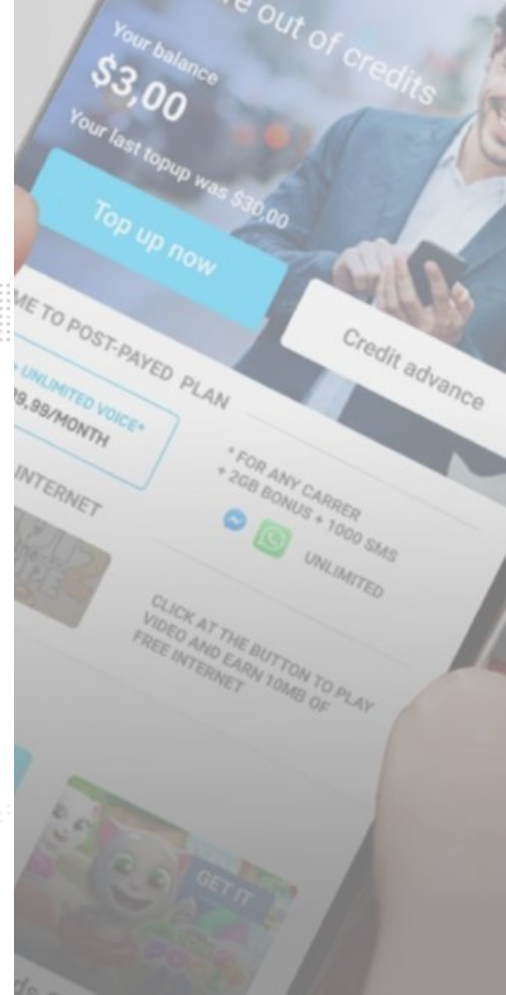 e out of credits
Your balance
$3,00
Your last topup was $30,00
Top up now
Credit advance
ME TO POST-PAYED PLAN
UNLIMITED VOICE*
9,99/MONTH
* FOR ANY CARRER
+ 2GB BONUS + 1000 SMS
UNLIMITED
INTERNET
CLICK AT THE BUTTON TO PLAY
VIDEO AND EARN 10MB OF
FREE INTERNET
GET IT